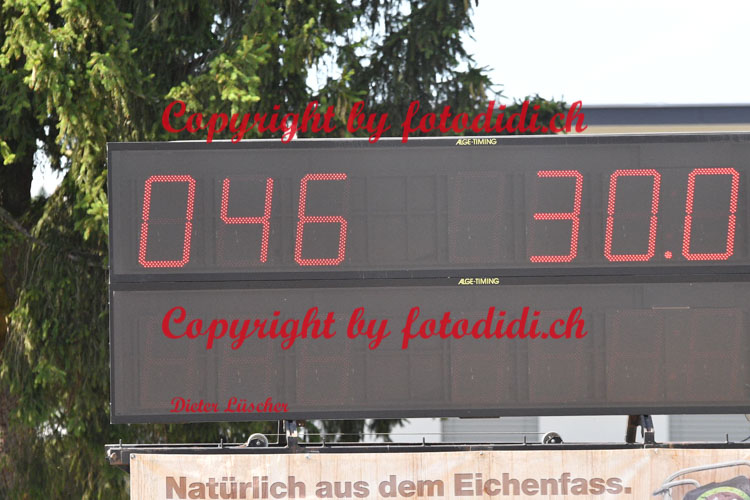 Copyright by fotodidi.ch
ALGE-TIMING
046 30.0
ALGE-TIMING
Copyright by fotodidi.ch
Dieter Lüscher
Natürlich aus dem Eichenfass.